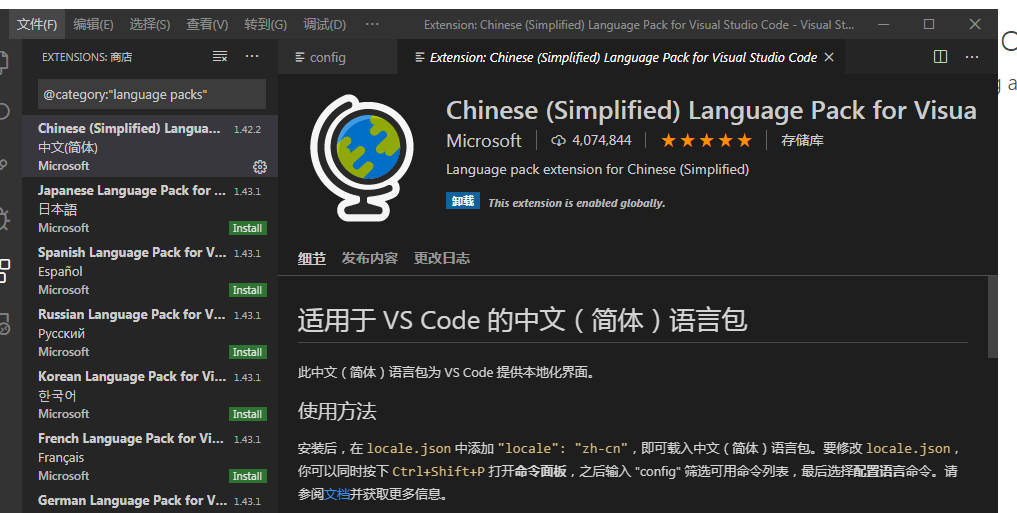 文件(F) 编辑(E) 选择(S) 查看(V) 转到(G) 调试(D) ··· Extension: Chinese (Simplified) Language Pack for Visual Studio Code - Visual St...
EXTENSIONS: 商店 ···
config
Extension: Chinese (Simplified) Language Pack for Visual Studio Code
@category:"language packs"
Chinese (Simplified) Langua... 1.42.2
中文(简体)
Microsoft
Japanese Language Pack for ... 1.43.1
日本語
Microsoft Install
Spanish Language Pack for V... 1.43.1
Español
Microsoft Install
Russian Language Pack for V... 1.43.1
Русский
Microsoft Install
Korean Language Pack for Vi... 1.43.1
한국어
Microsoft Install
French Language Pack for Vi... 1.43.1
Français
Microsoft Install
German Language Pack for V... 1.43.1
Chinese (Simplified) Language Pack for Visua
Microsoft 4,074,844 ★★★★★ 存储库
Language pack extension for Chinese (Simplified)
卸载 This extension is enabled globally.
细节 发布内容 更改日志
适用于 VS Code 的中文（简体）语言包
此中文（简体）语言包为 VS Code 提供本地化界面。
使用方法
安装后，在 locale.json 中添加 "locale": "zh-cn"，即可载入中文（简体）语言包。要修改 locale.json，
你可以同时按下 Ctrl+Shift+P 打开命令面板，之后输入 "config" 筛选可用命令列表，最后选择配置语言命令。请
参阅文档并获取更多信息。